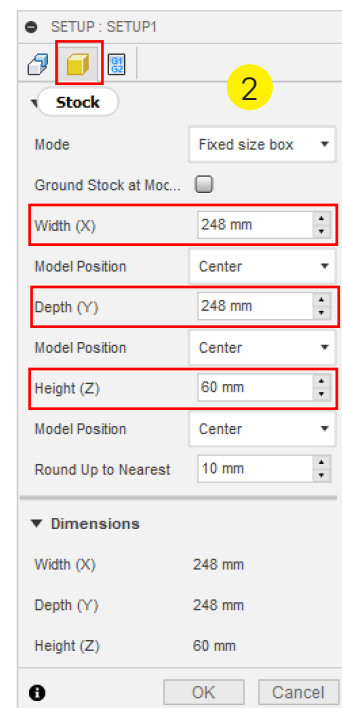 SETUP : SETUP1
G1
G2
2
Stock
Mode Fixed size box
Ground Stock at Moc...
Width (X) 248 mm
Model Position Center
Depth (Y) 248 mm
Model Position Center
Height (Z) 60 mm
Model Position Center
Round Up to Nearest 10 mm
Dimensions
Width (X) 248 mm
Depth (Y) 248 mm
Height (Z) 60 mm
OK Cancel